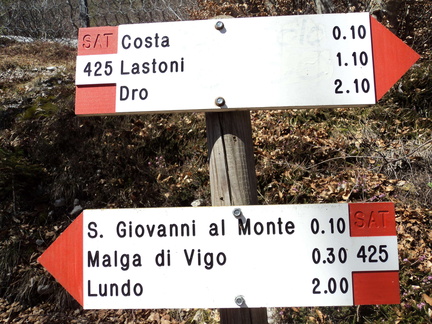 SAT Costa 0.10
425 Lastoni 1.10
Dro 2.10
S. Giovanni al Monte 0.10 SAT
Malga di Vigo 0.30 425
Lundo 2.00